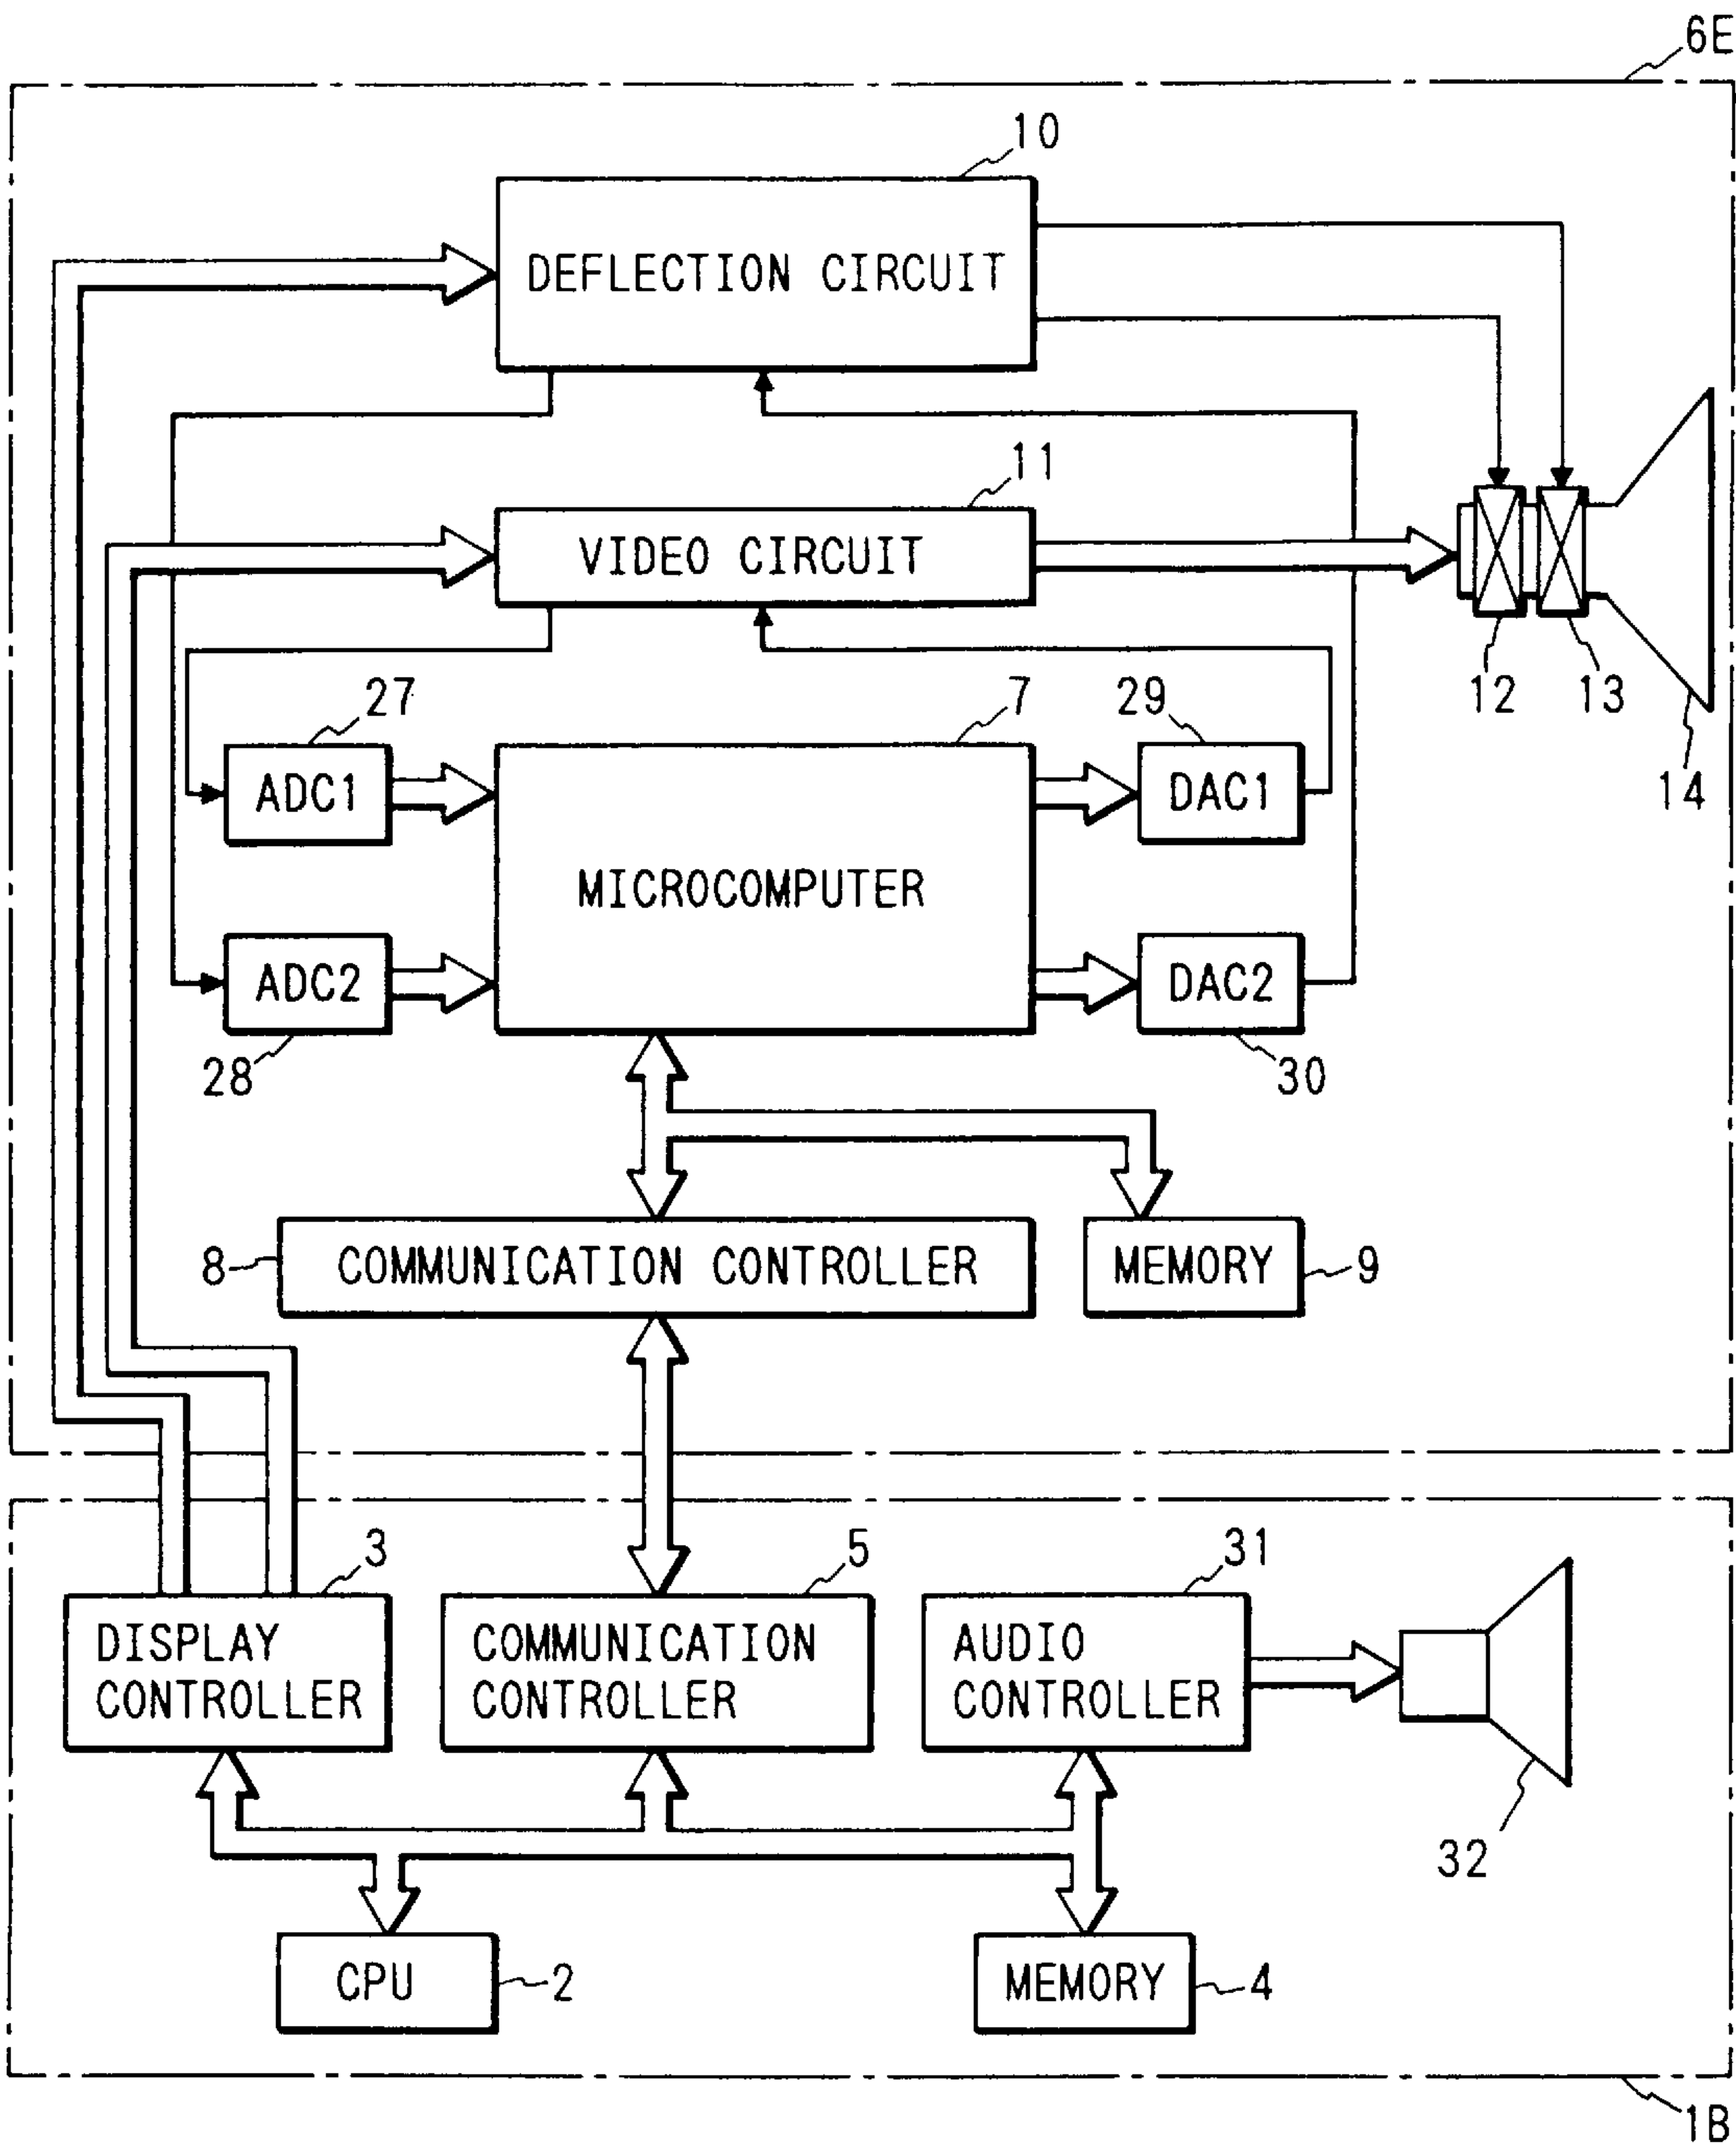 6E
10
DEFLECTION CIRCUIT
11
VIDEO CIRCUIT
12
13
14
27
7
29
ADC1
DAC1
MICROCOMPUTER
ADC2
DAC2
28
30
8
COMMUNICATION CONTROLLER
MEMORY
9
3
5
31
DISPLAY
CONTROLLER
COMMUNICATION
CONTROLLER
AUDIO
CONTROLLER
32
CPU
2
MEMORY
4
1B